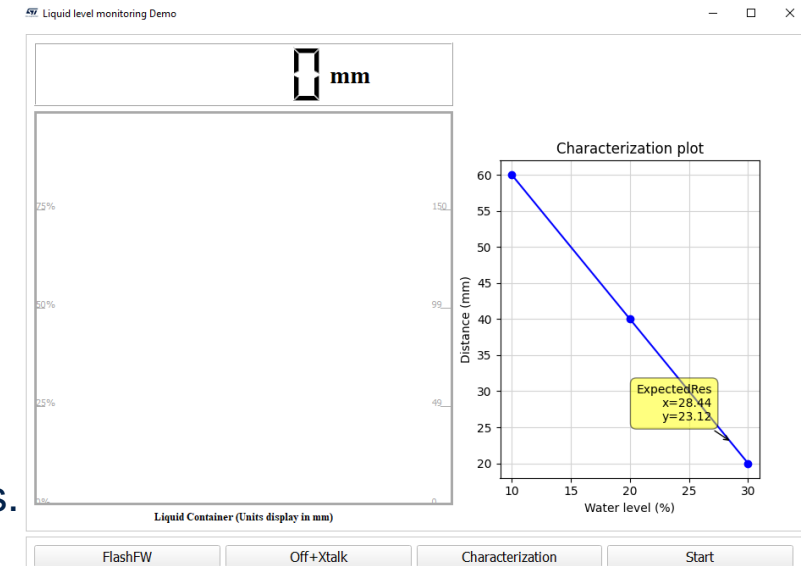 Liquid level monitoring Demo
0 mm
75%
150
50%
99
25%
49
0%
0
Liquid Container (Units display in mm)
Characterization plot
60
55
50
45
40
35
30
25
20
Distance (mm)
ExpectedRes
x=28.44
y=23.12
10 15 20 25 30
Water level (%)
s.
FlashFW Off+Xtalk Characterization Start